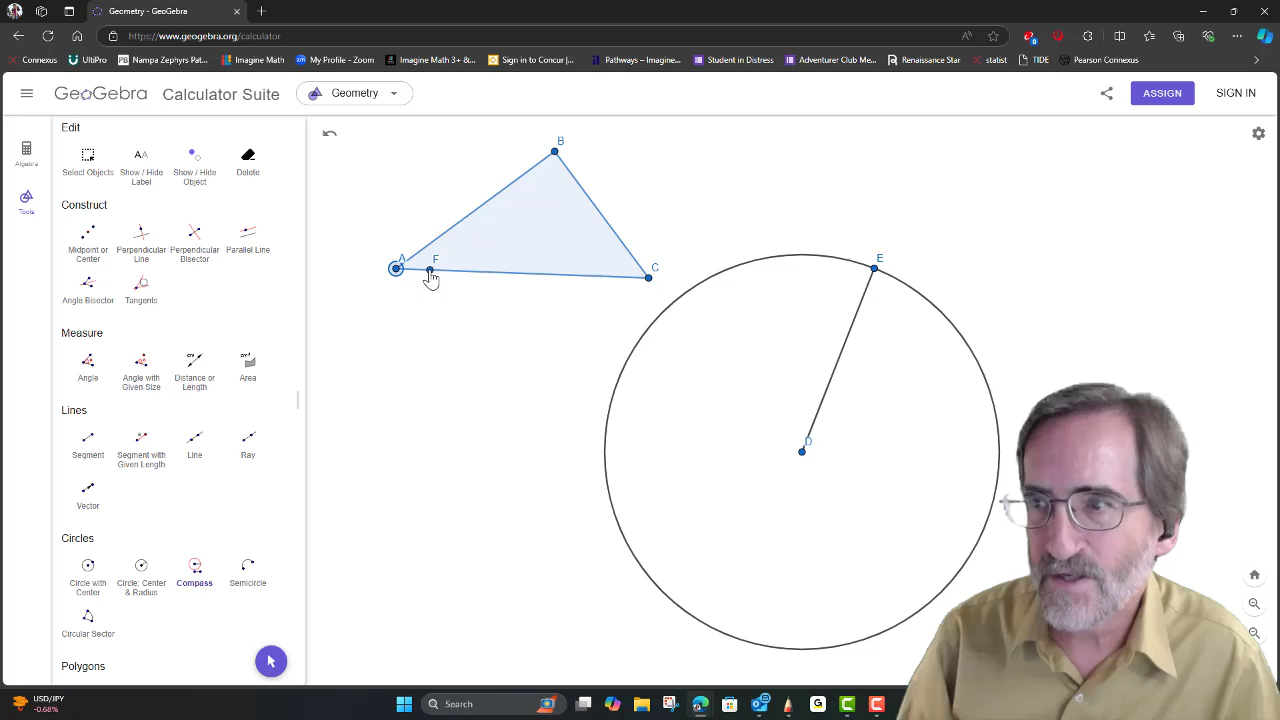 Geometry - GeoGebra
https://www.geogebra.org/calculator
Connexus
UltiPro
Nampa Zephyrs Pat...
Imagine Math
My Profile - Zoom
Imagine Math 3+ &...
Sign in to Concur,...
Pathways – Imagine...
Student in Distress
Adventurer Club Me...
Renaissance Star
statst
TIDE
Pearson Connexus
GeoGebra
Calculator Suite
Geometry
ASSIGN
SIGN IN
Algebra
Tools
Edit
Select Objects
Show / Hide Label
Show / Hide Object
Delete
Construct
Midpoint or Center
Perpendicular Line
Perpendicular Bisector
Parallel Line
Angle Bisector
Tangents
Measure
Angle
Angle with Given Size
Distance or Length
Area
Lines
Segment
Segment with Given Length
Line
Ray
Vector
Circles
Circle with Center
Circle: Center & Radius
Compass
Semicircle
Circular Sector
Polygons
B
A
F
C
E
D
USD/JPY
-0.68%
Search